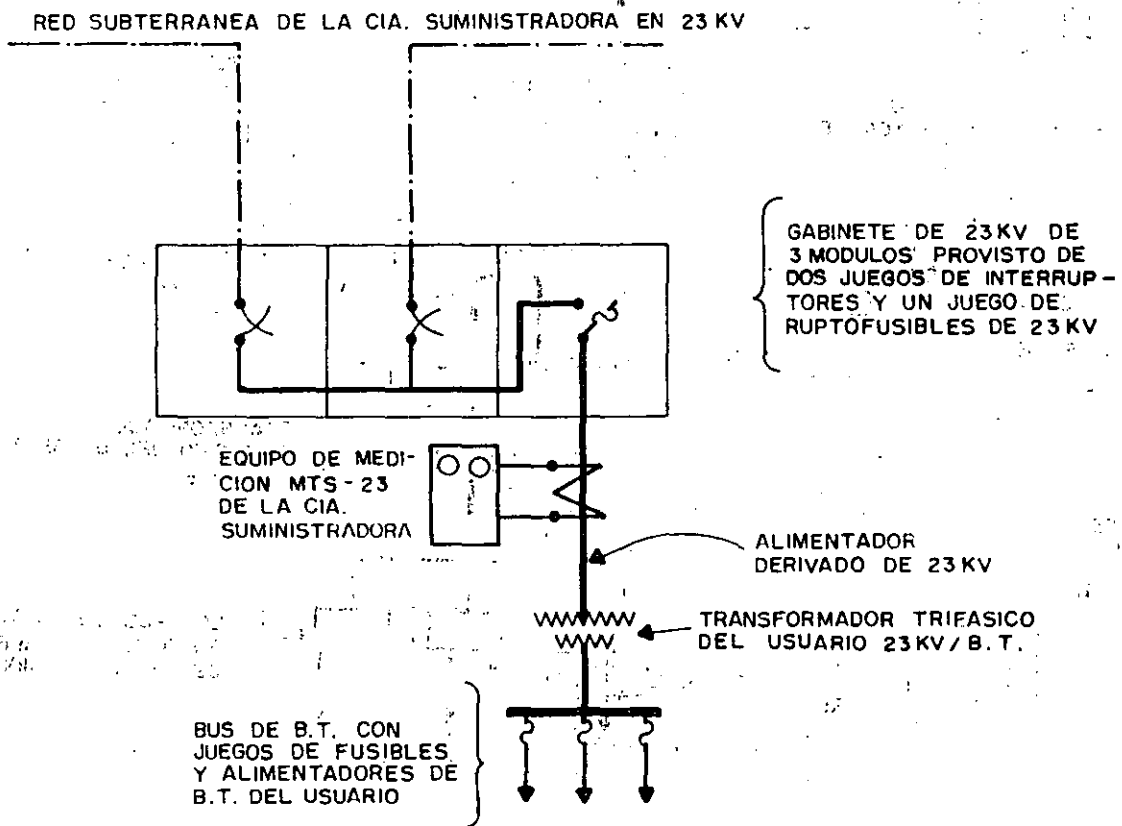 RED SUBTERRANEA DE LA CIA. SUMINISTRADORA EN 23 KV
GABINETE DE 23KV DE
3 MODULOS PROVISTO DE
DOS JUEGOS DE INTERRUP-
TORES Y UN JUEGO DE
RUPTOFUSIBLES DE 23 KV
EQUIPO DE MEDI-
CION MTS-23
DE LA CIA.
SUMINISTRADORA
ALIMENTADOR
DERIVADO DE 23 KV
TRANSFORMADOR TRIFASICO
DEL USUARIO 23KV/B.T.
BUS DE B.T. CON
JUEGOS DE FUSIBLES
Y ALIMENTADORES DE
B.T. DEL USUARIO